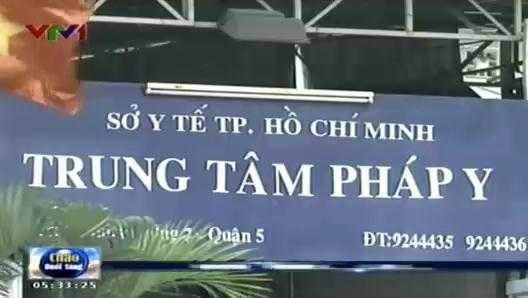 VTV1
SỞ Y TẾ TP. HỒ CHÍ MINH
TRUNG TÂM PHÁP Y
7 - Quận 5
ĐT:9244435 9244436
Chào
Buổi Sáng
05:33:25